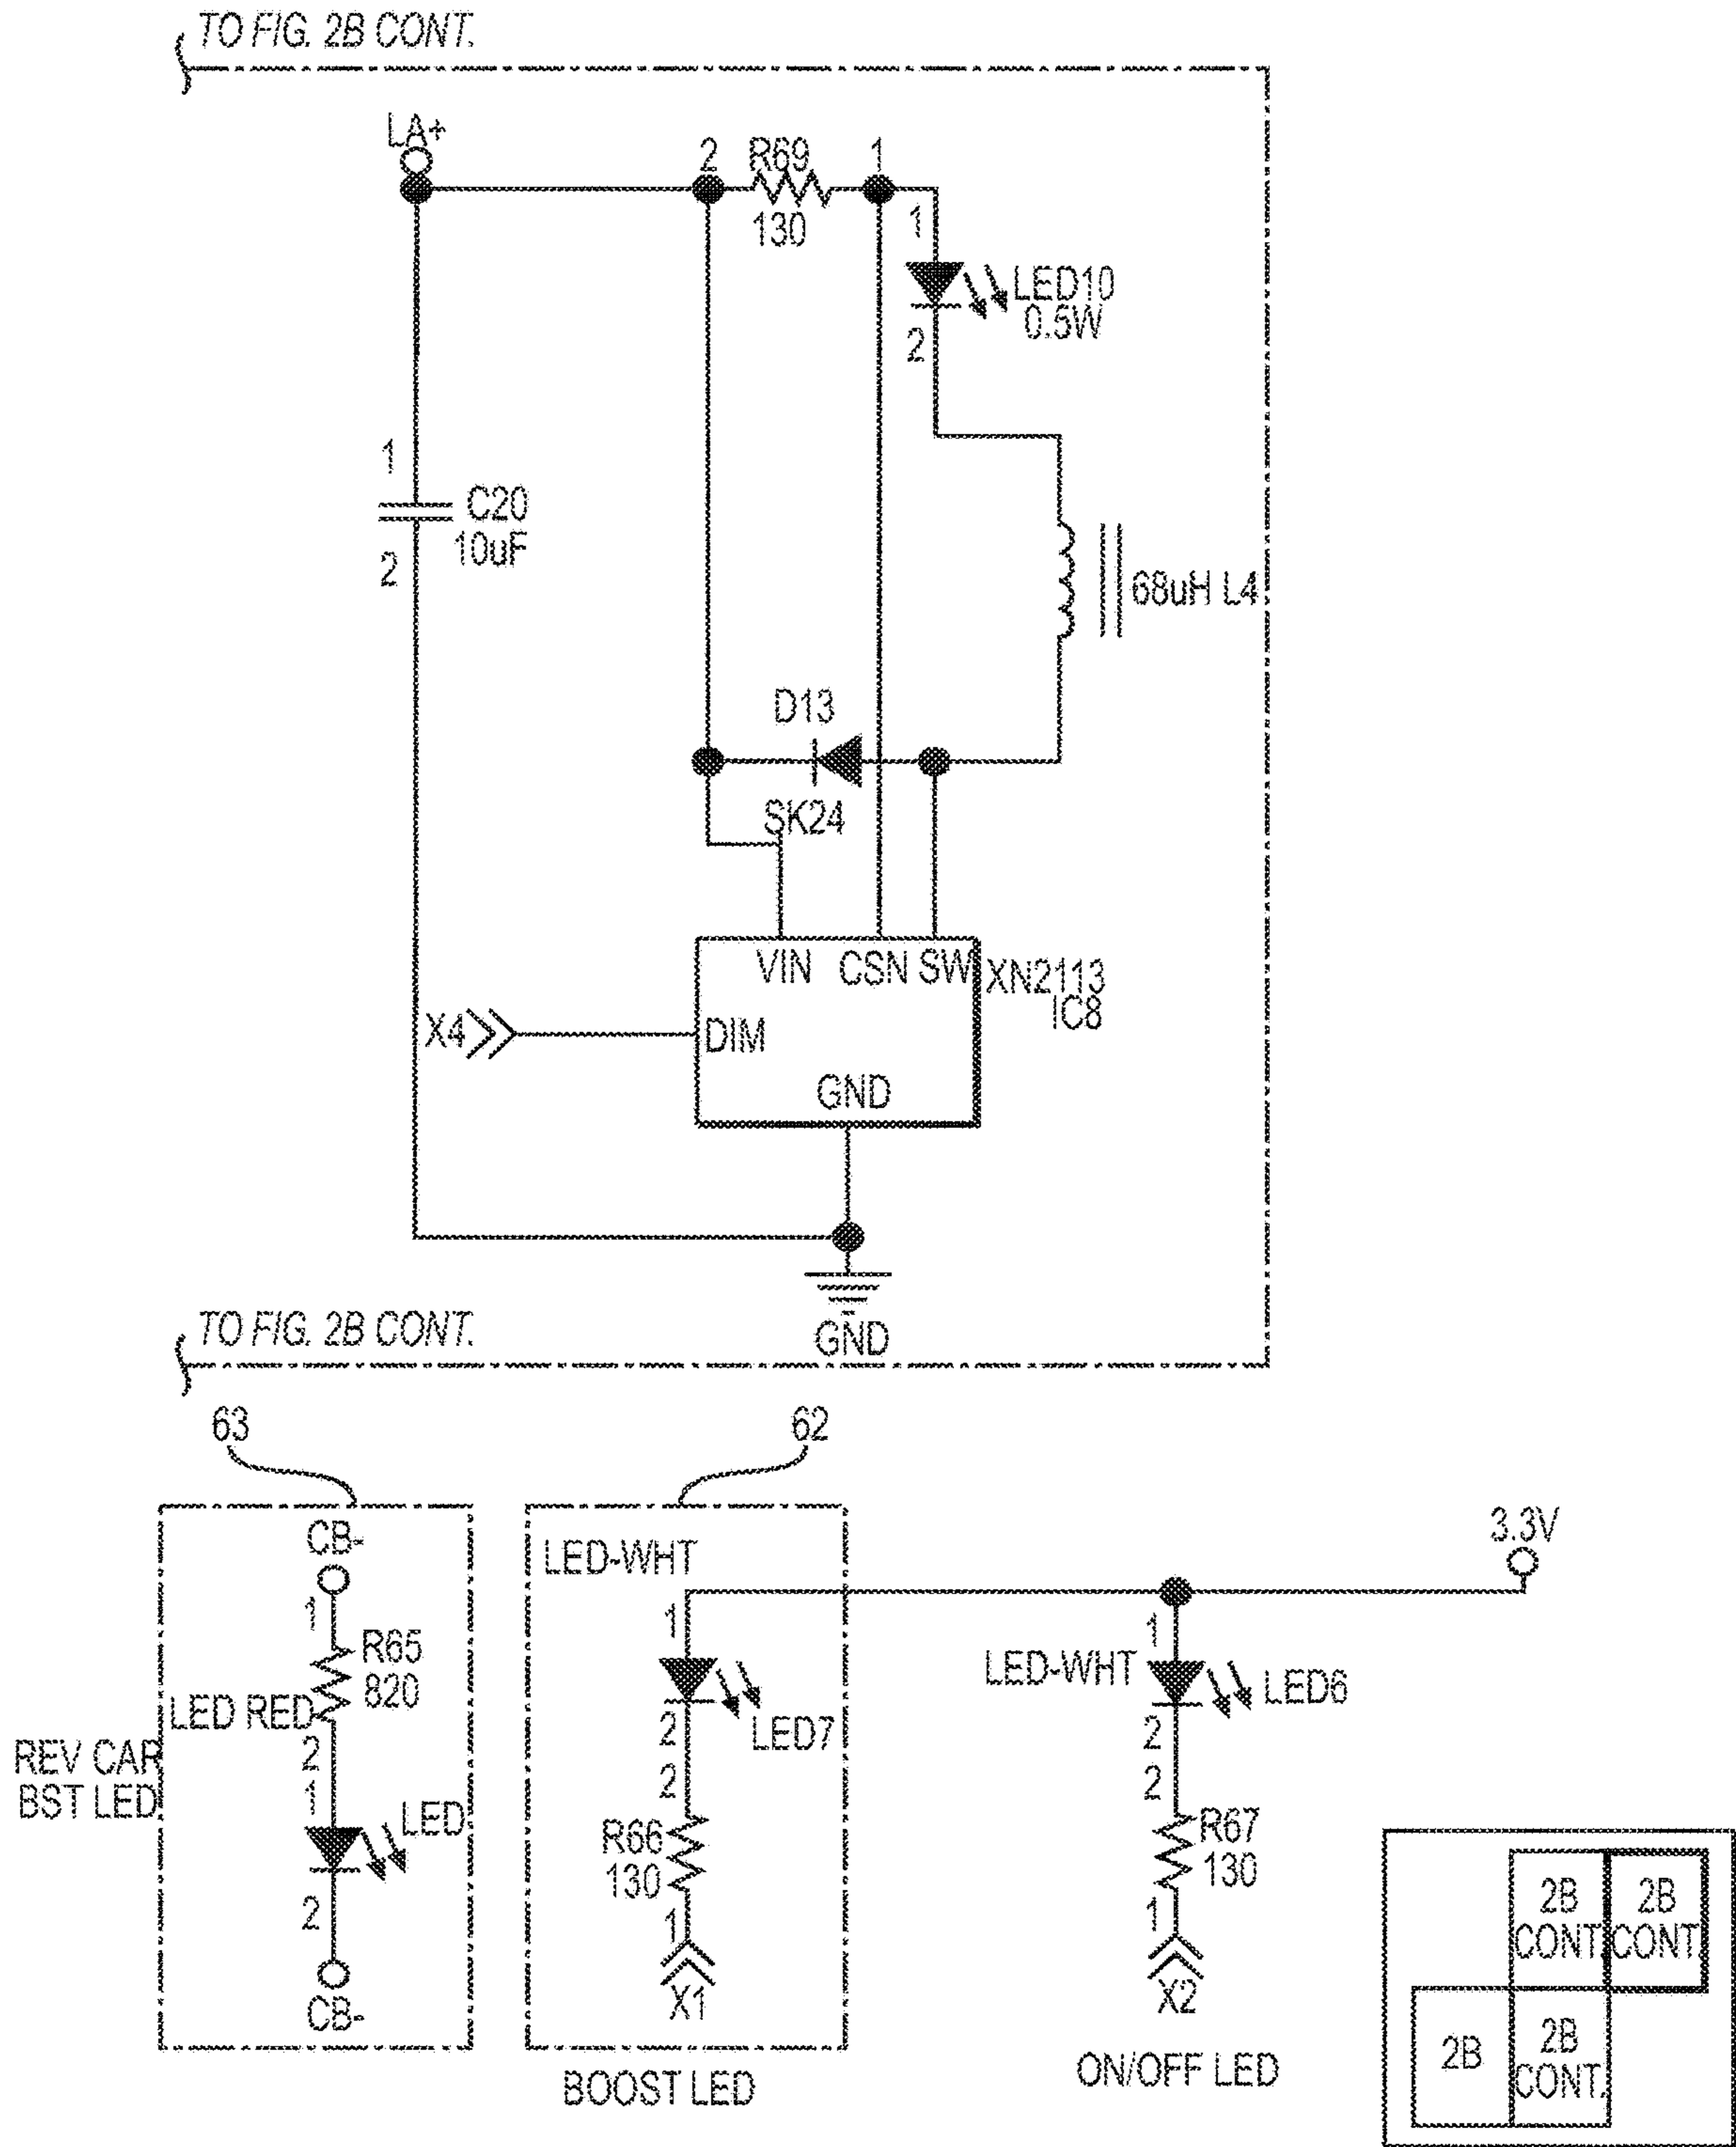 TO FIG. 2B CONT.
LA+
2 R69 1
130
1
LED10
0.5W
2
1
C20
10uF
2
68uH L4
D13
SK24
VIN CSN SW
XN2113
IC8
X4
DIM
GND
GND
TO FIG. 2B CONT.
63
62
CB-
1
R65
820
LED RED
2
REV CAR
BST LED
1
LED
2
CB-
LED-WHT
1
2
LED7
2
R66
130
1
X1
BOOST LED
3.3V
1
LED-WHT
LED6
2
2
R67
130
1
X2
ON/OFF LED
2B
CONT.
2B
CONT.
2B
2B
CONT.